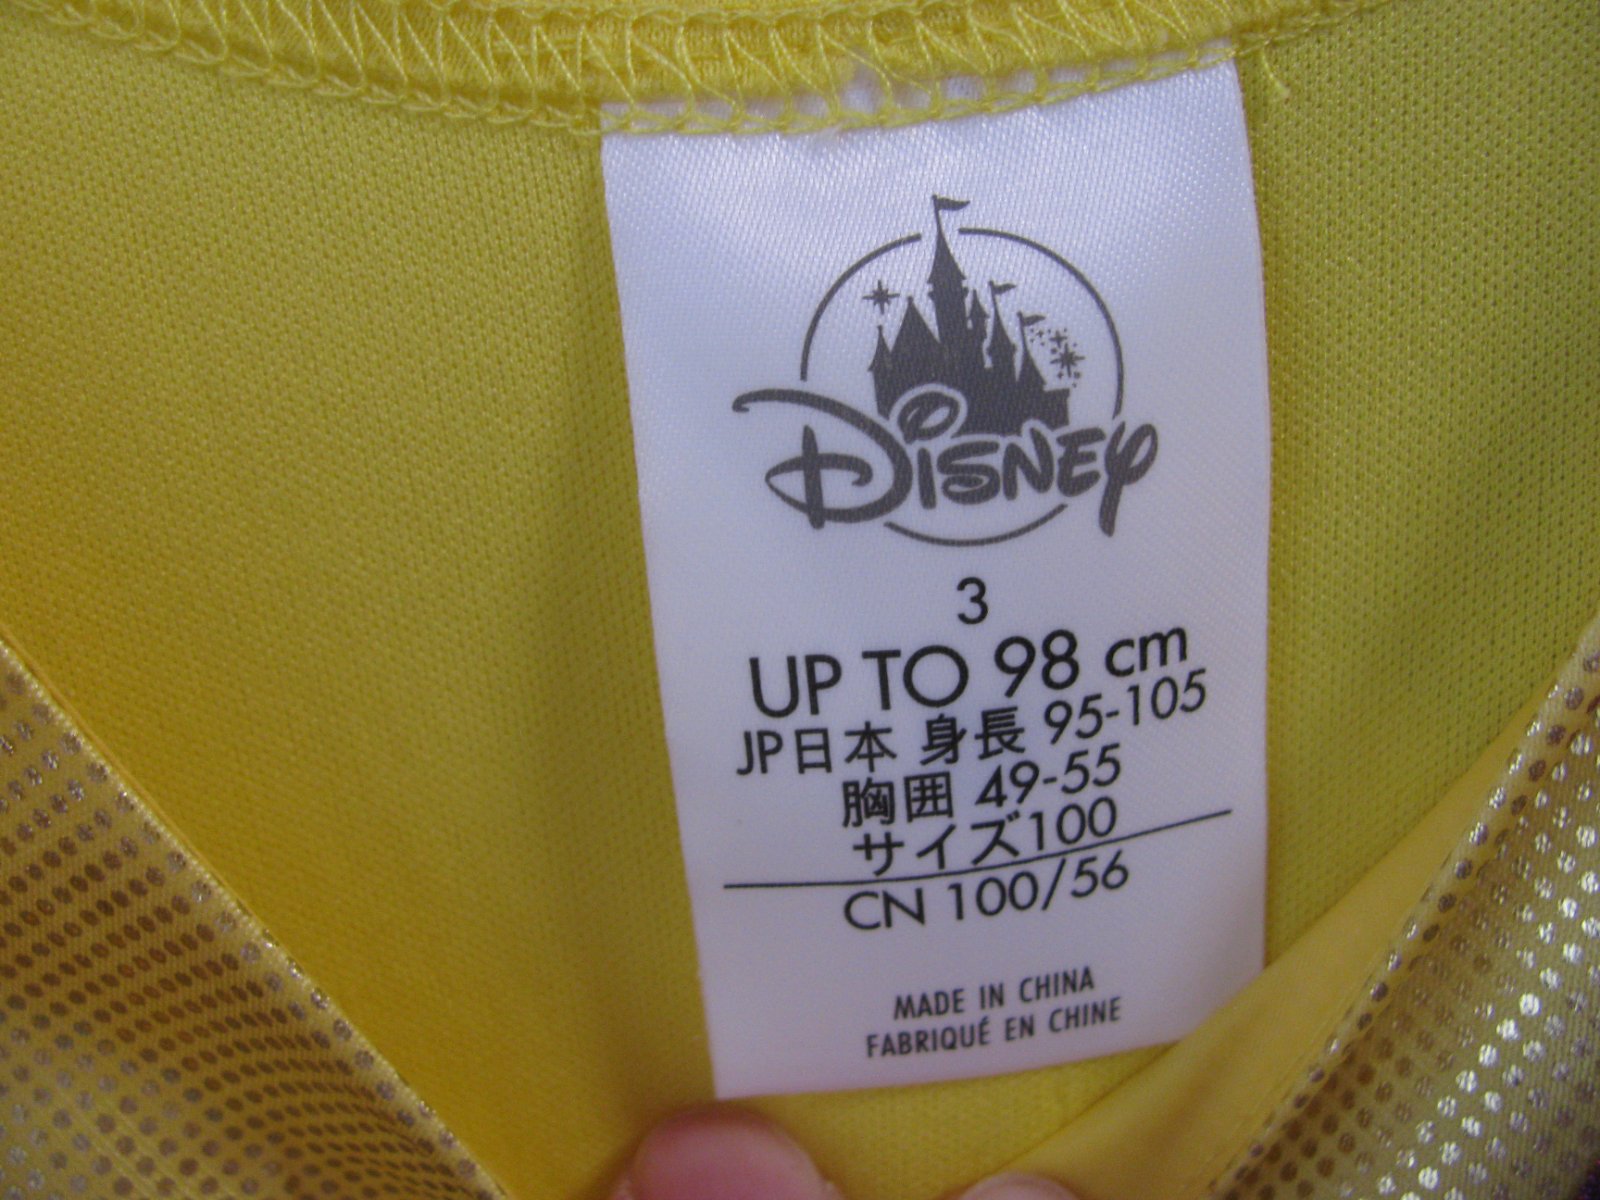 Disney
3
UP TO 98 cm
JP日本 身長 95-105
胸囲 49-55
サイズ100
CN 100/56
MADE IN CHINA
FABRIQUÉ EN CHINE